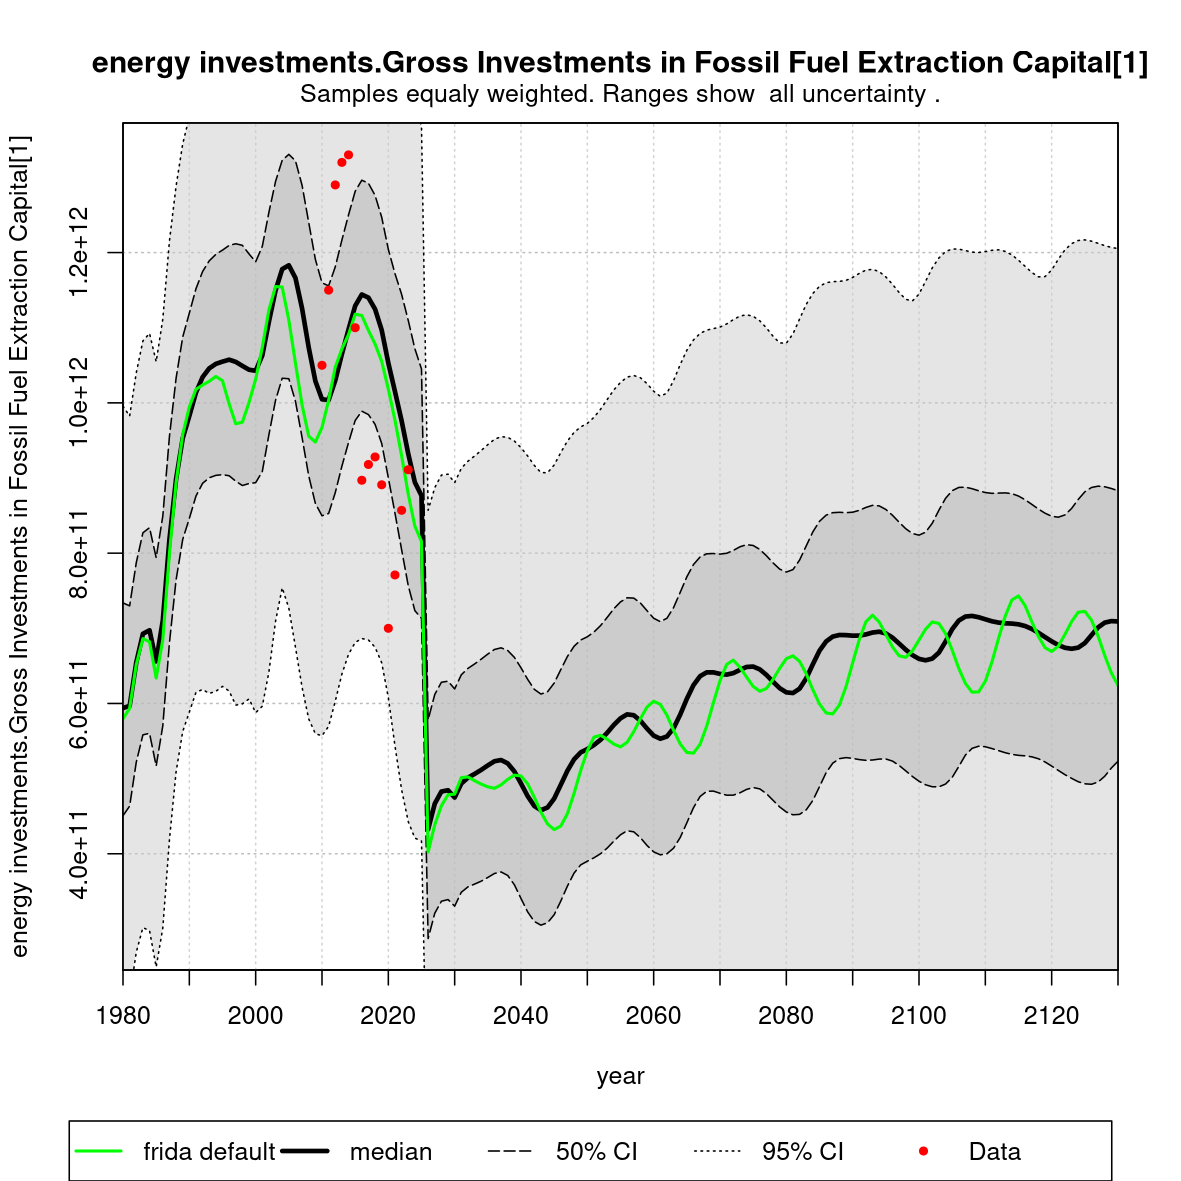 energy investments.Gross Investments in Fossil Fuel Extraction Capital[1]
Samples equaly weighted. Ranges show  all uncertainty .
energy investments.Gross Investments in Fossil Fuel Extraction Capital[1]
1.2e+12
1.0e+12
8.0e+11
6.0e+11
4.0e+11
1980 2000 2020 2040 2060 2080 2100 2120
year
frida default median 50% CI 95% CI Data